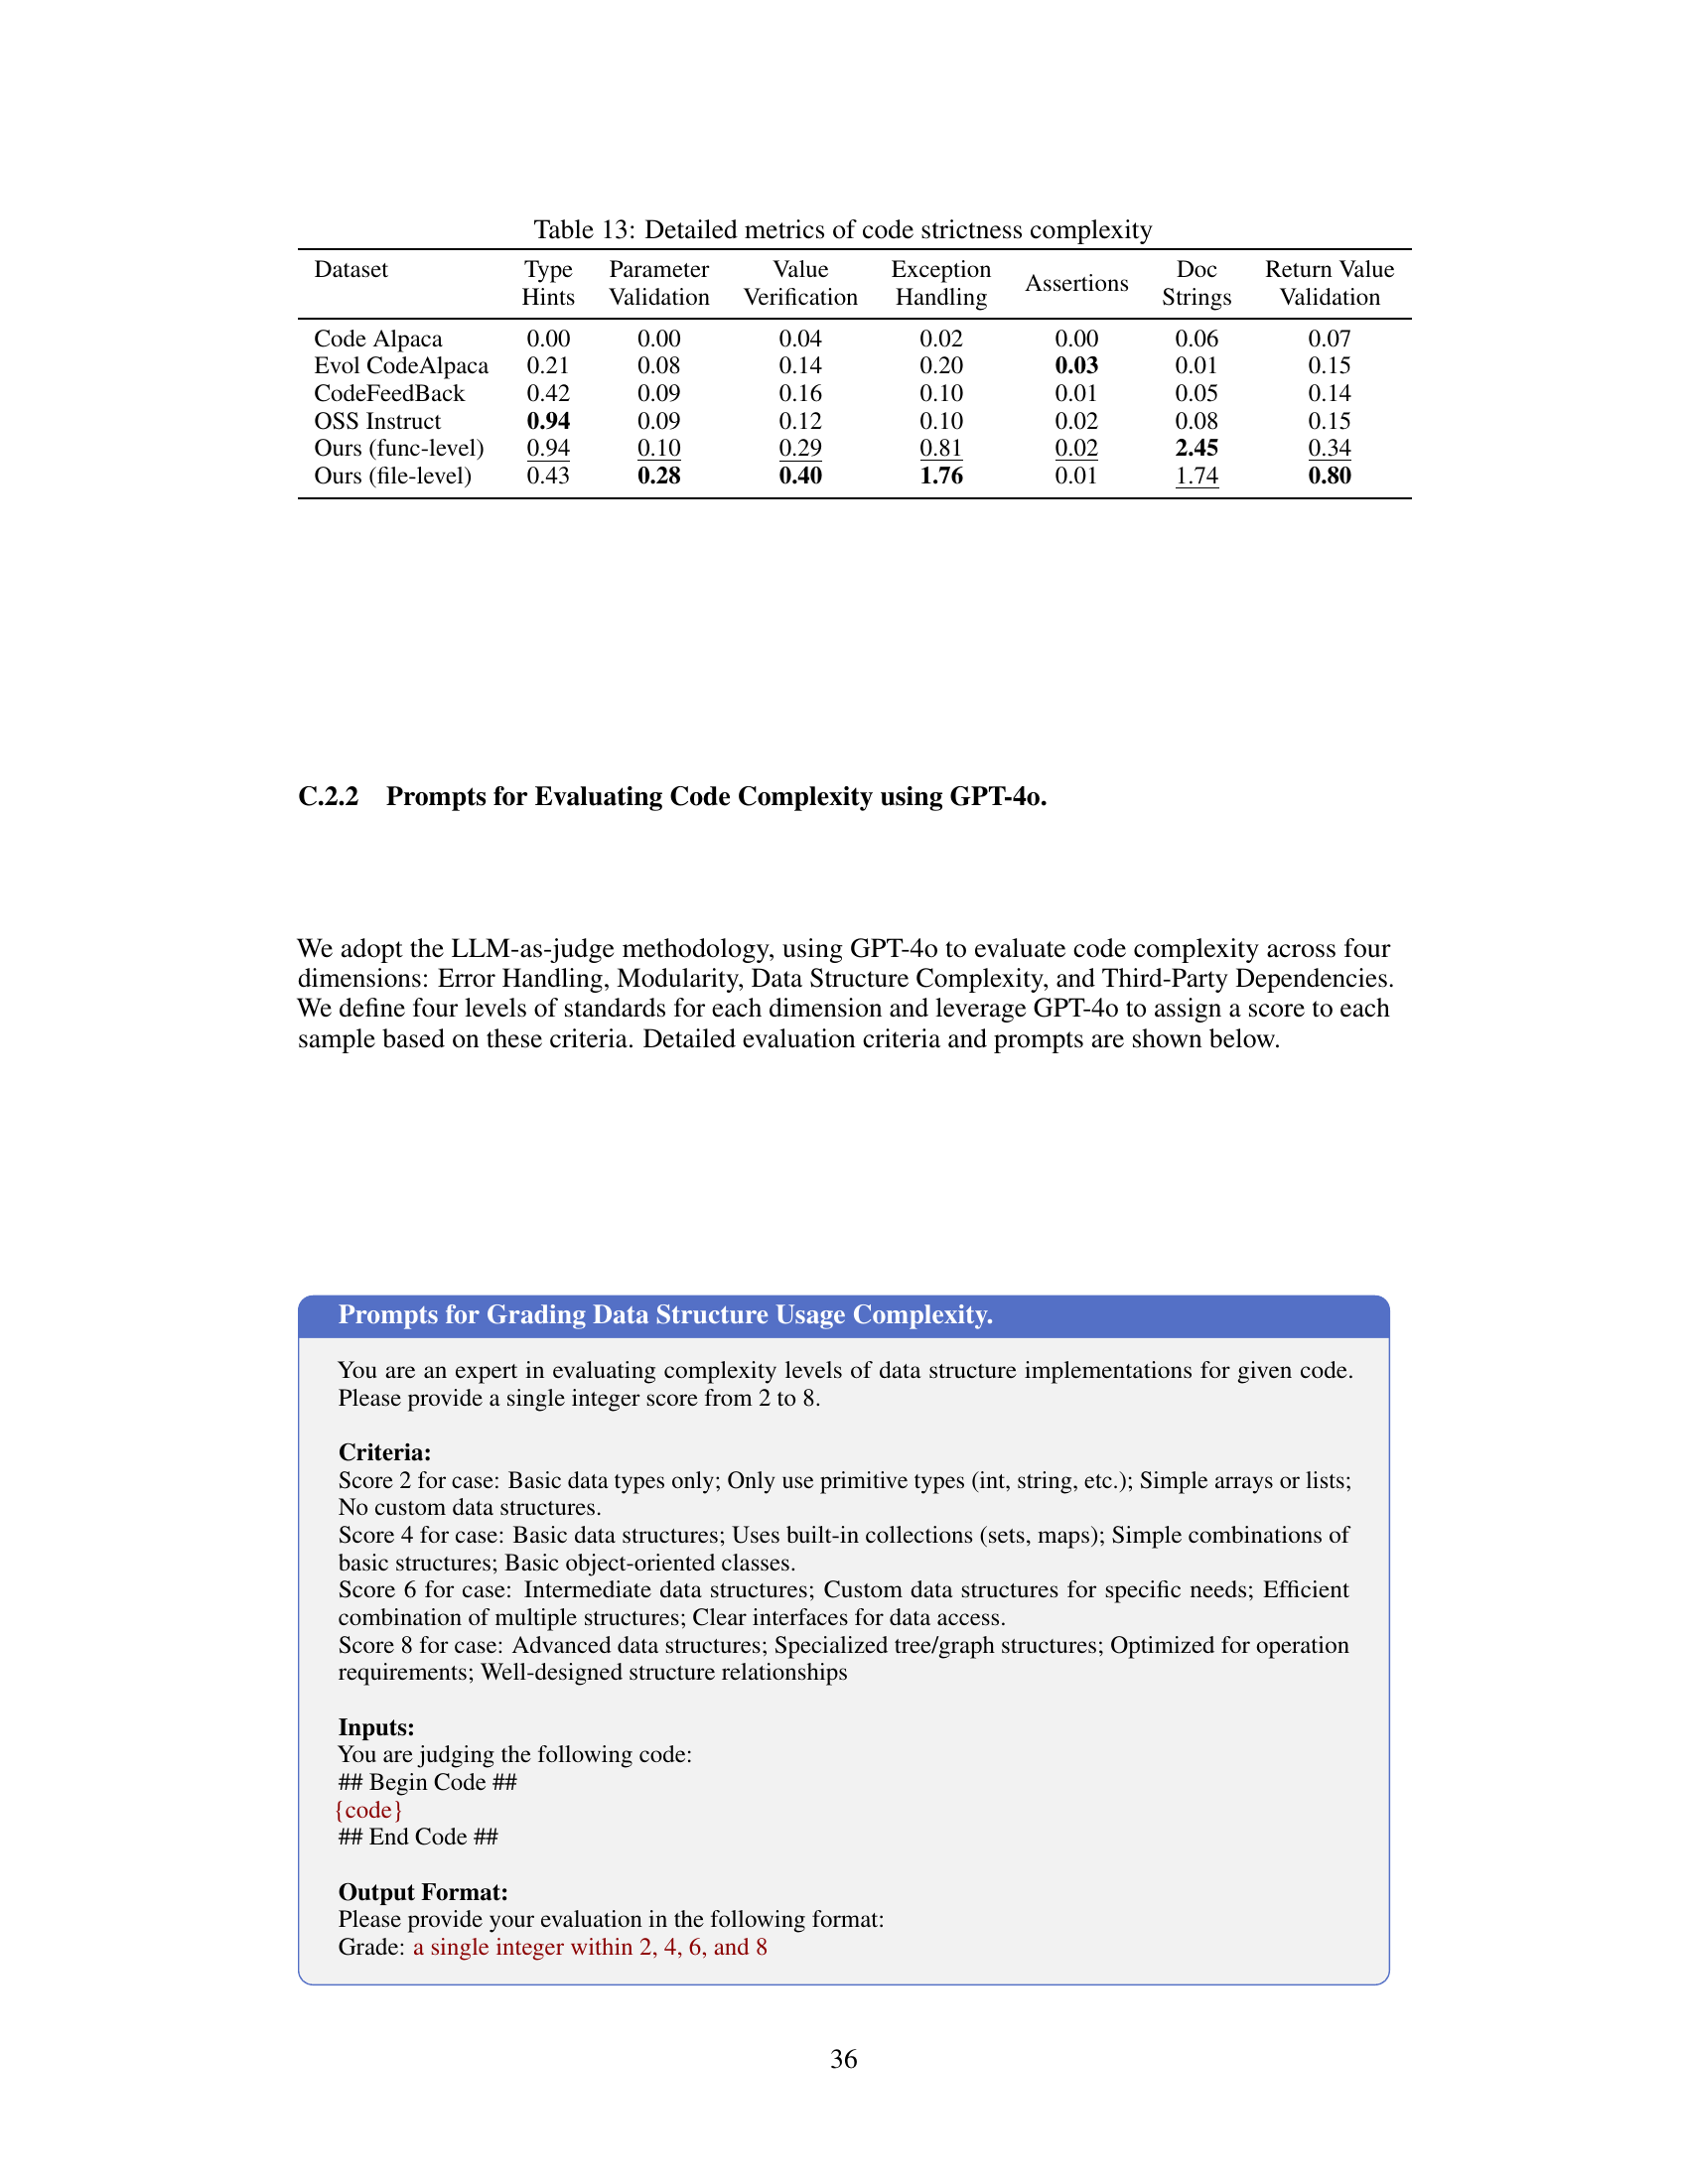 Table 13: Detailed metrics of code strictness complexity
Dataset Type Hints Parameter Validation Value Verification Exception Handling Assertions Doc Strings Return Value Validation
Code Alpaca 0.00 0.00 0.04 0.02 0.00 0.06 0.07
Evol CodeAlpaca 0.21 0.08 0.14 0.20 0.03 0.01 0.15
CodeFeedBack 0.42 0.09 0.16 0.10 0.01 0.05 0.14
OSS Instruct 0.94 0.09 0.12 0.10 0.02 0.08 0.15
Ours (func-level) 0.94 0.10 0.29 0.81 0.02 2.45 0.34
Ours (file-level) 0.43 0.28 0.40 1.76 0.01 1.74 0.80
C.2.2 Prompts for Evaluating Code Complexity using GPT-4o.
We adopt the LLM-as-judge methodology, using GPT-4o to evaluate code complexity across four
dimensions: Error Handling, Modularity, Data Structure Complexity, and Third-Party Dependencies.
We define four levels of standards for each dimension and leverage GPT-4o to assign a score to each
sample based on these criteria. Detailed evaluation criteria and prompts are shown below.
Prompts for Grading Data Structure Usage Complexity.
You are an expert in evaluating complexity levels of data structure implementations for given code.
Please provide a single integer score from 2 to 8.
Criteria:
Score 2 for case: Basic data types only; Only use primitive types (int, string, etc.); Simple arrays or lists;
No custom data structures.
Score 4 for case: Basic data structures; Uses built-in collections (sets, maps); Simple combinations of
basic structures; Basic object-oriented classes.
Score 6 for case: Intermediate data structures; Custom data structures for specific needs; Efficient
combination of multiple structures; Clear interfaces for data access.
Score 8 for case: Advanced data structures; Specialized tree/graph structures; Optimized for operation
requirements; Well-designed structure relationships
Inputs:
You are judging the following code:
## Begin Code ##
{code}
## End Code ##
Output Format:
Please provide your evaluation in the following format:
Grade: a single integer within 2, 4, 6, and 8
36